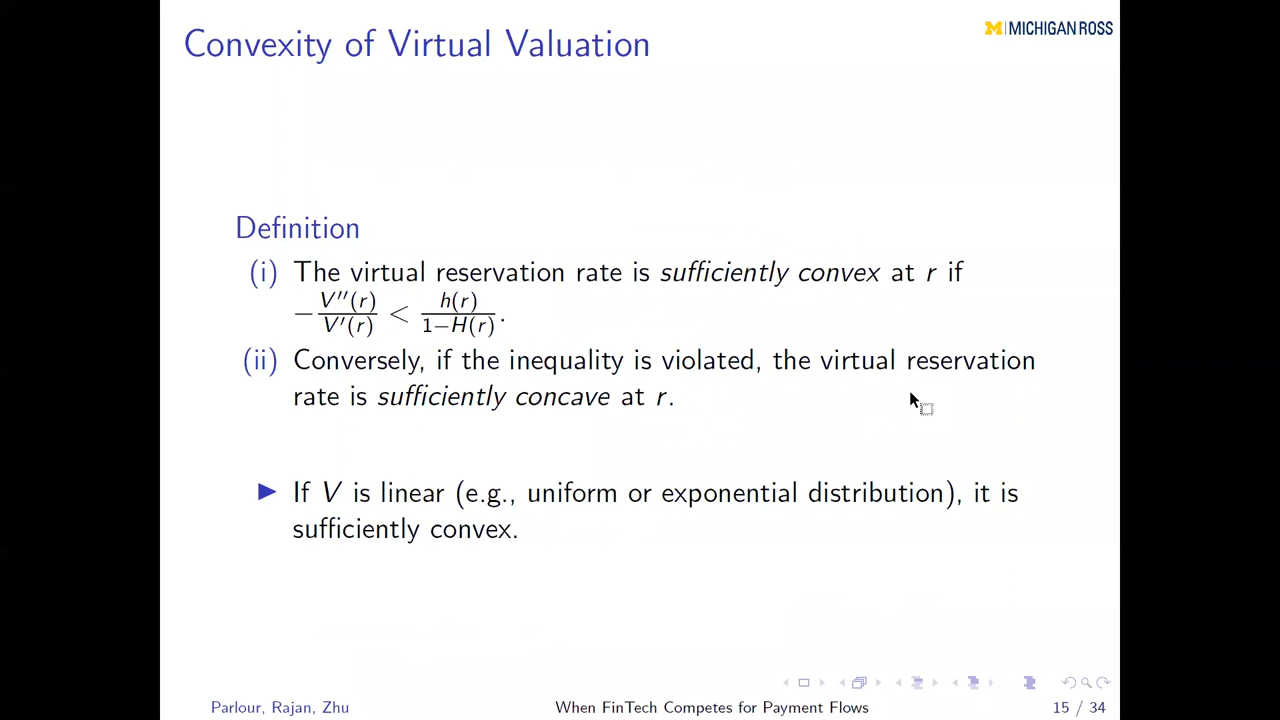 Convexity of Virtual Valuation
M MICHIGAN ROSS
Definition
(i) The virtual reservation rate is sufficiently convex at r if
−V′′(r)/V′(r) < h(r)/1−H(r).
(ii) Conversely, if the inequality is violated, the virtual reservation
rate is sufficiently concave at r.
▶ If V is linear (e.g., uniform or exponential distribution), it is
sufficiently convex.
Parlour, Rajan, Zhu When FinTech Competes for Payment Flows 15 / 34